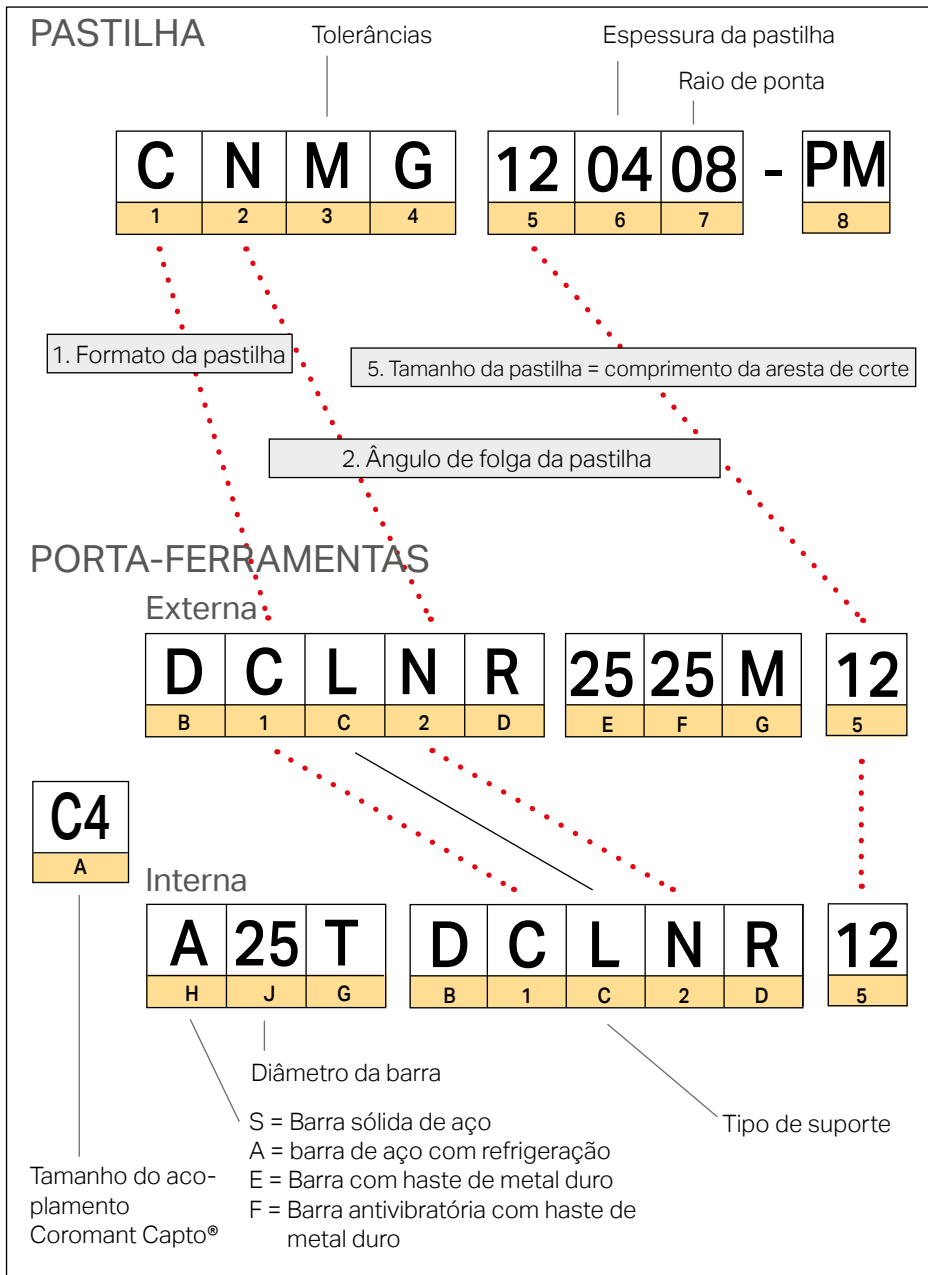 PASTILHA
Tolerâncias
Espessura da pastilha
Raio de ponta
C N M G 12 04 08 - PM
1 2 3 4 5 6 7 8
1. Formato da pastilha
5. Tamanho da pastilha = comprimento da aresta de corte
2. Ângulo de folga da pastilha
PORTA-FERRAMENTAS
Externa
D C L N R 25 25 M 12
B 1 C 2 D E F G 5
C4
A
Interna
A 25 T D C L N R 12
H J G B 1 C 2 D 5
Diâmetro da barra
S = Barra sólida de aço
A = barra de aço com refrigeração
E = Barra com haste de metal duro
F = Barra antivibratória com haste de
metal duro
Tipo de suporte
Tamanho do aco-
plamento
Coromant Capto®